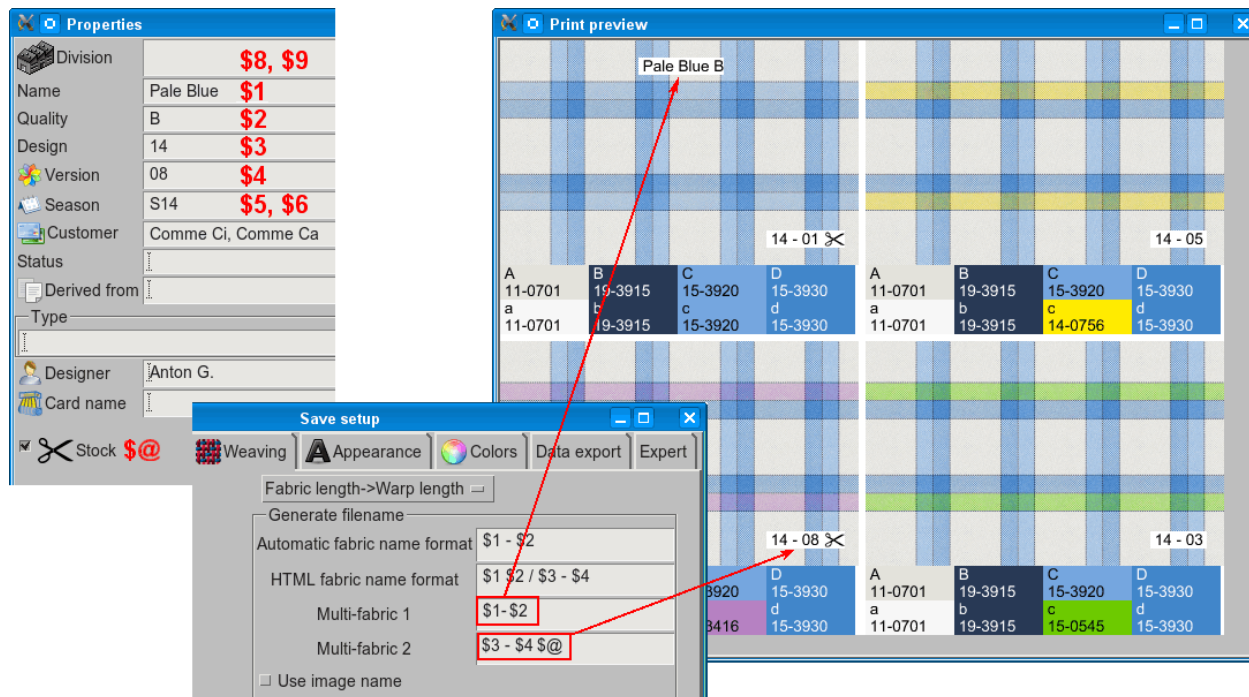 Properties
Division $8, $9
Name Pale Blue $1
Quality B $2
Design 14 $3
Version 08 $4
Season S14 $5, $6
Customer Comme Ci, Comme Ca
Status
Derived from
Type
Designer Anton G.
Card name
Stock $@
Save setup
Weaving Appearance Colors Data export Expert
Fabric length->Warp length
Generate filename
Automatic fabric name format $1 - $2
HTML fabric name format $1 $2 / $3 - $4
Multi-fabric 1 $1- $2
Multi-fabric 2 $3 - $4 $@
Use image name
Print preview
Pale Blue B
14 - 01
A B C D
11-0701 19-3915 15-3920 15-3930
a b c d
11-0701 19-3915 15-3920 15-3930
14 - 05
A B C D
11-0701 19-3915 15-3920 15-3930
a b c d
11-0701 19-3915 14-0756 15-3930
14 - 08
D
3920 15-3930
d
3416 15-3930
14 - 03
A B C D
11-0701 19-3915 15-3920 15-3930
a b c d
11-0701 19-3915 15-0545 15-3930